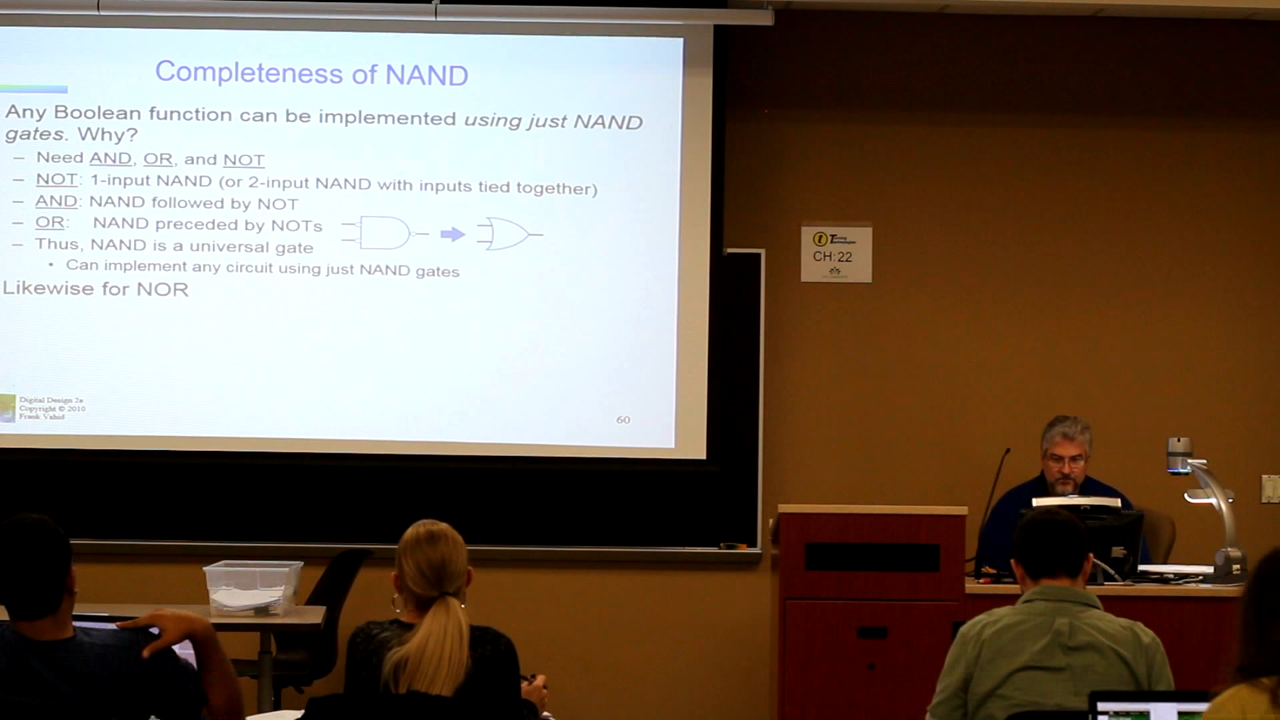 Completeness of NAND
Any Boolean function can be implemented using just NAND
gates. Why?
– Need AND, OR, and NOT
– NOT: 1-input NAND (or 2-input NAND with inputs tied together)
– AND: NAND followed by NOT
– OR: NAND preceded by NOTs
– Thus, NAND is a universal gate
• Can implement any circuit using just NAND gates
Likewise for NOR
Digital Design 2e
Copyright © 2010
Frank Vahid
60
Turning
Technologies
CH: 22